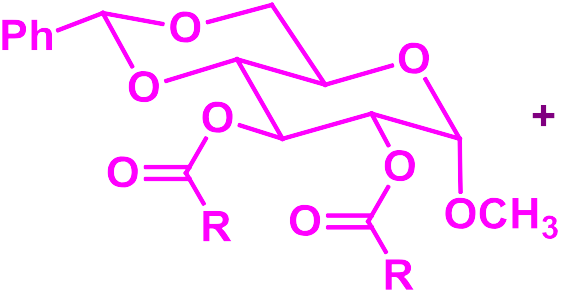 Ph O O
O O +
O R O OCH3
O R